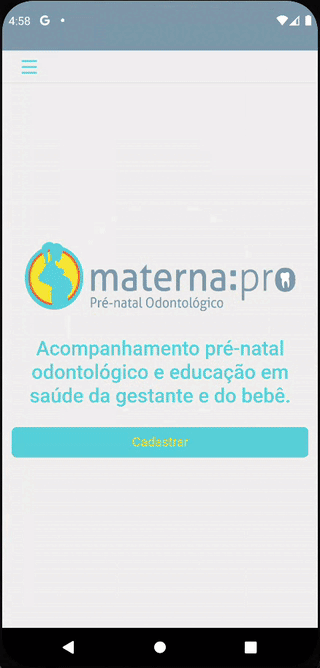 4:58
G
materna:pro
Pré-natal Odontológico
Acompanhamento pré-natal
odontológico e educação em
saúde da gestante e do bebê.
Cadastrar